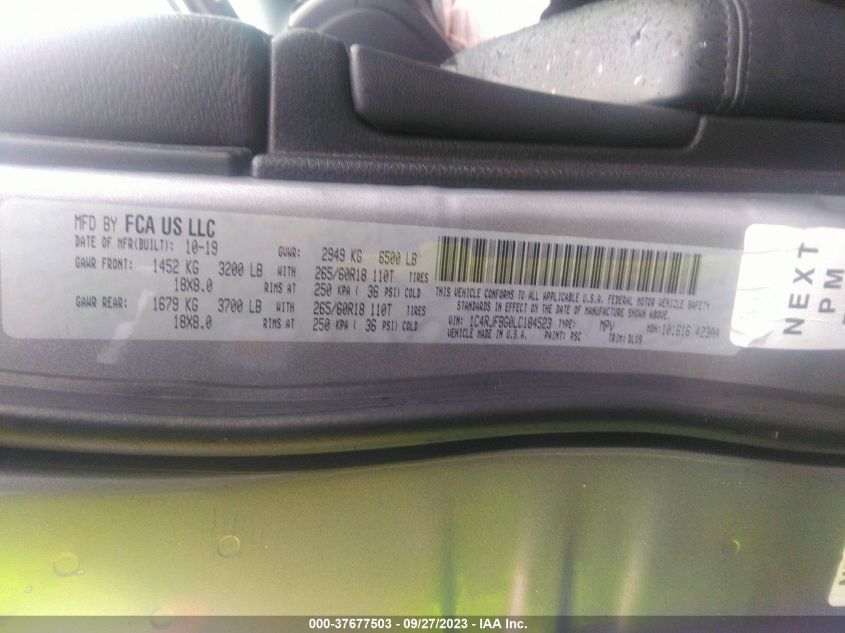 MFD BY FCA US LLC
DATE OF MFR(BUILT): 10-19 GVWR: 2949 KG 6500 LB
GAWR FRONT: 1452 KG 3200 LB WITH 265/60R18 110T TIRES
18X8.0 RIMS AT 250 KPA ( 36 PSI) COLD
GAWR REAR: 1679 KG 3700 LB WITH 265/60R18 110T TIRES
18X8.0 RIMS AT 250 KPA ( 36 PSI) COLD
THIS VEHICLE CONFORMS TO ALL APPLICABLE U.S.A. FEDERAL MOTOR VEHICLE SAFETY
STANDARDS IN EFFECT ON THE DATE OF MANUFACTURE SHOWN ABOVE.
VIN: 1C4RJFBG0LC184523 TYPE: MPV MDH: 101616 423AA
VEHICLE MADE IN U.S.A. PAINT: PSC TRIM: DLX9
NEXT
PM
000-37677503 - 09/27/2023 - IAA Inc.